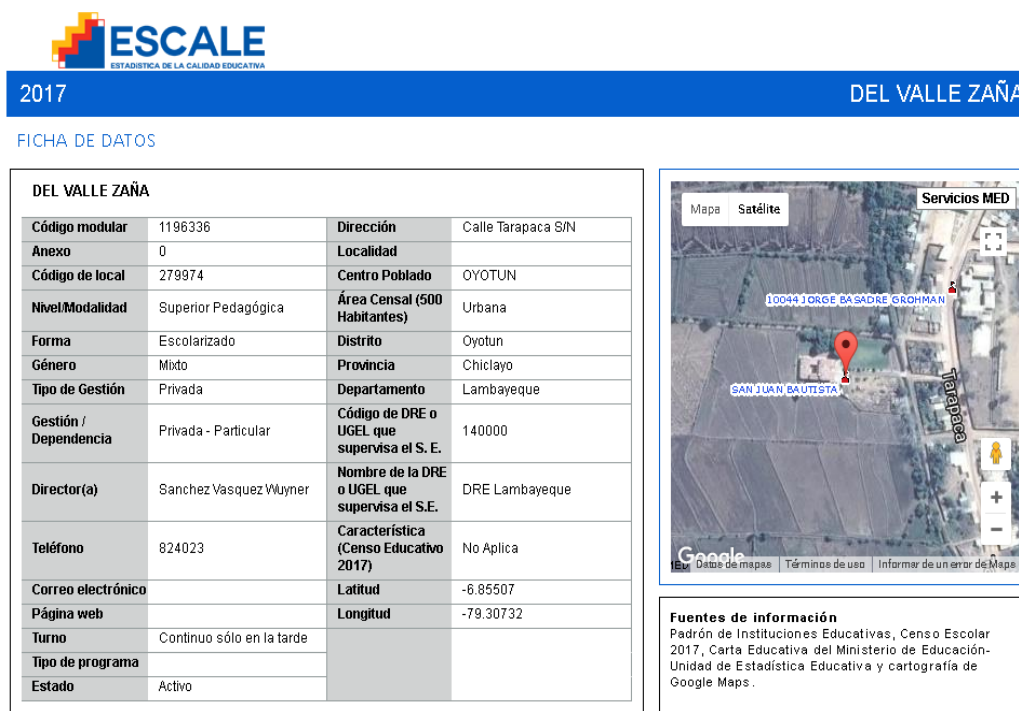 ESCALE
ESTADÍSTICA DE LA CALIDAD EDUCATIVA
2017
DEL VALLE ZAÑA
FICHA DE DATOS
DEL VALLE ZAÑA
Código modular 1196336 Dirección Calle Tarapaca S/N
Anexo 0 Localidad
Código de local 279974 Centro Poblado OYOTUN
Nivel/Modalidad Superior Pedagógica Área Censal (500 Habitantes) Urbana
Forma Escolarizado Distrito Oyotun
Género Mixto Provincia Chiclayo
Tipo de Gestión Privada Departamento Lambayeque
Gestión / Dependencia Privada - Particular Código de DRE o UGEL que supervisa el S. E. 140000
Director(a) Sanchez Vasquez Wuyner Nombre de la DRE o UGEL que supervisa el S.E. DRE Lambayeque
Teléfono 824023 Característica (Censo Educativo 2017) No Aplica
Correo electrónico Latitud -6.85507
Página web Longitud -79.30732
Turno Continuo sólo en la tarde
Tipo de programa
Estado Activo
Mapa Satélite
Servicios MED
10044 JORGE BASADRE GROHMAN
SAN JUAN BAUTISTA
Tarapaca
+
−
Google
MED Datos de mapas Términos de uso Informar de un error de Maps
Fuentes de información
Padrón de Instituciones Educativas, Censo Escolar
2017, Carta Educativa del Ministerio de Educación-
Unidad de Estadística Educativa y cartografía de
Google Maps.